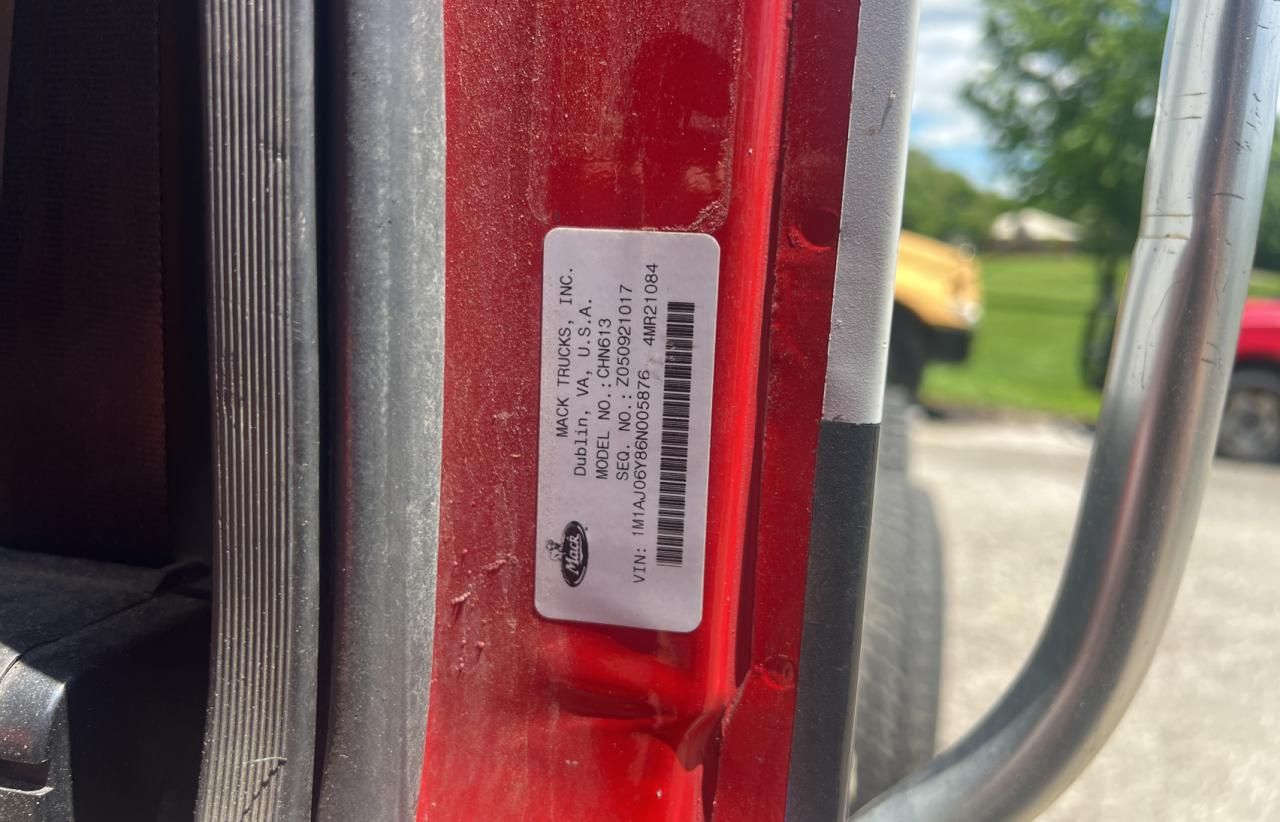 MACK TRUCKS, INC.
Dublin, VA, U.S.A.
MODEL NO.:CHN613
SEQ. NO.: Z050921017
VIN: 1M1AJ06Y86N005876 4MR21084
Mack